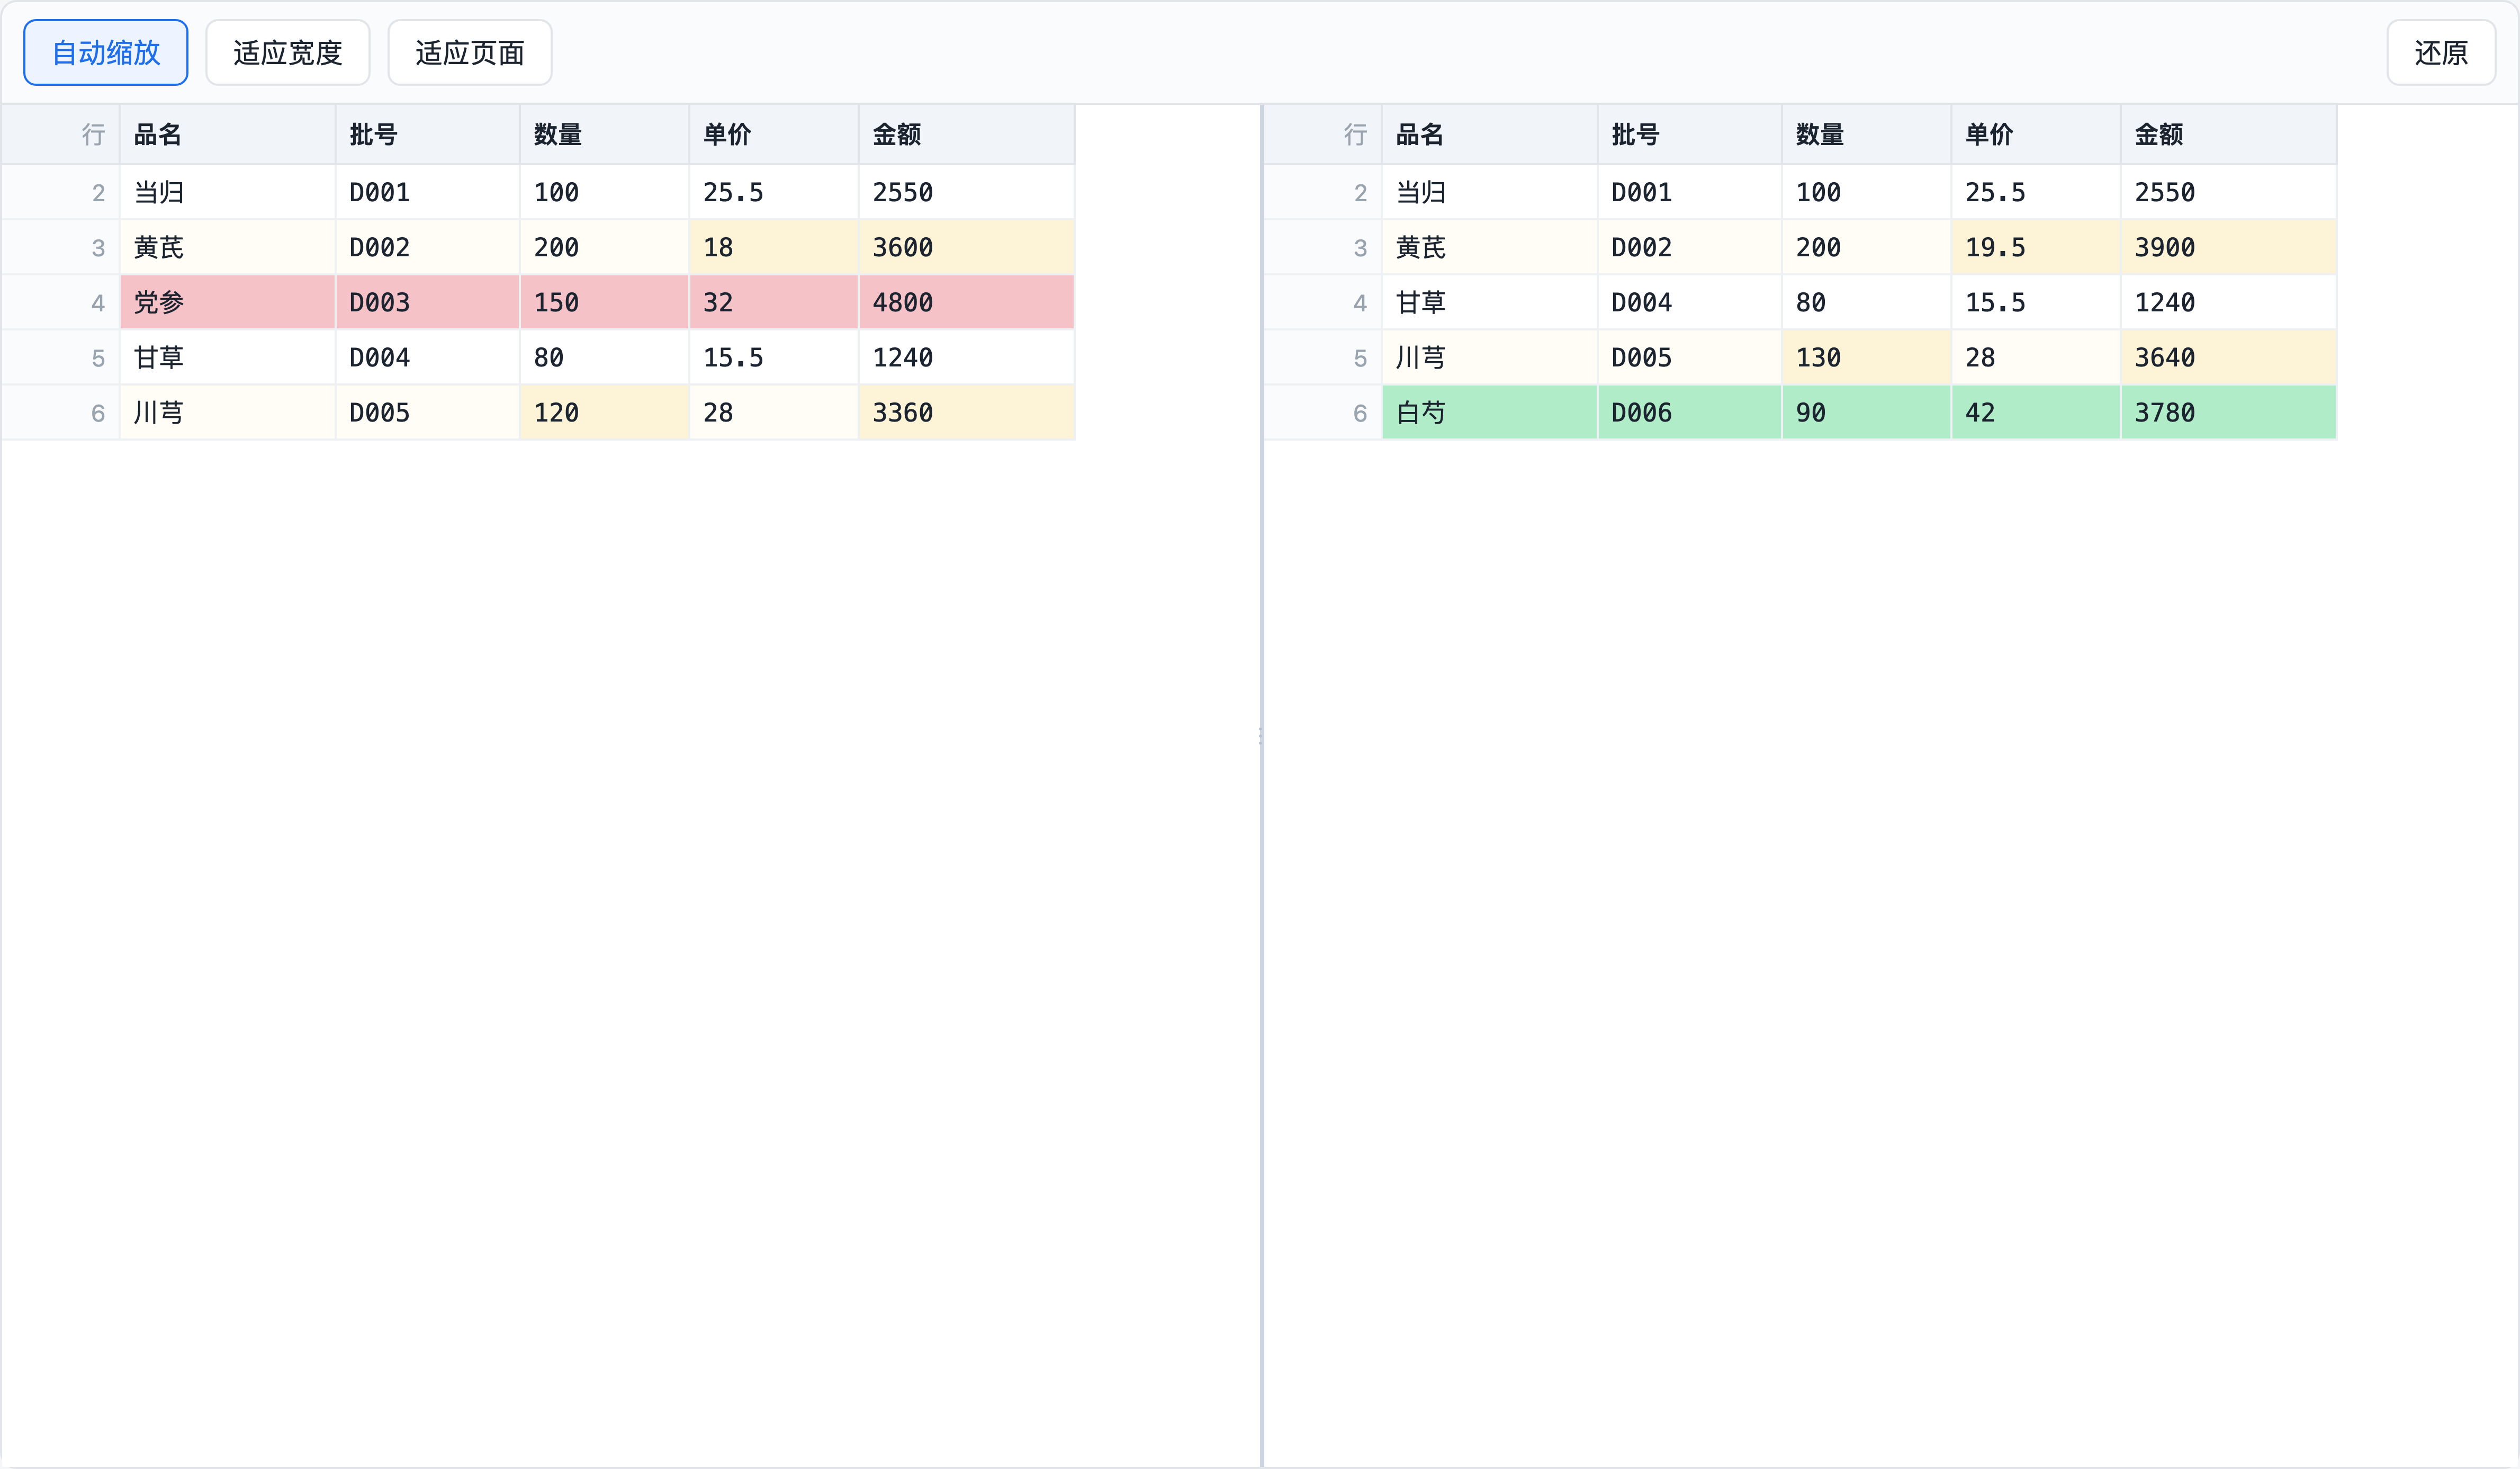 自动缩放 适应宽度 适应页面 还原
行 品名 批号 数量 单价 金额
2 当归 D001 100 25.5 2550
3 黄芪 D002 200 18 3600
4 党参 D003 150 32 4800
5 甘草 D004 80 15.5 1240
6 川芎 D005 120 28 3360
行 品名 批号 数量 单价 金额
2 当归 D001 100 25.5 2550
3 黄芪 D002 200 19.5 3900
4 甘草 D004 80 15.5 1240
5 川芎 D005 130 28 3640
6 白芍 D006 90 42 3780